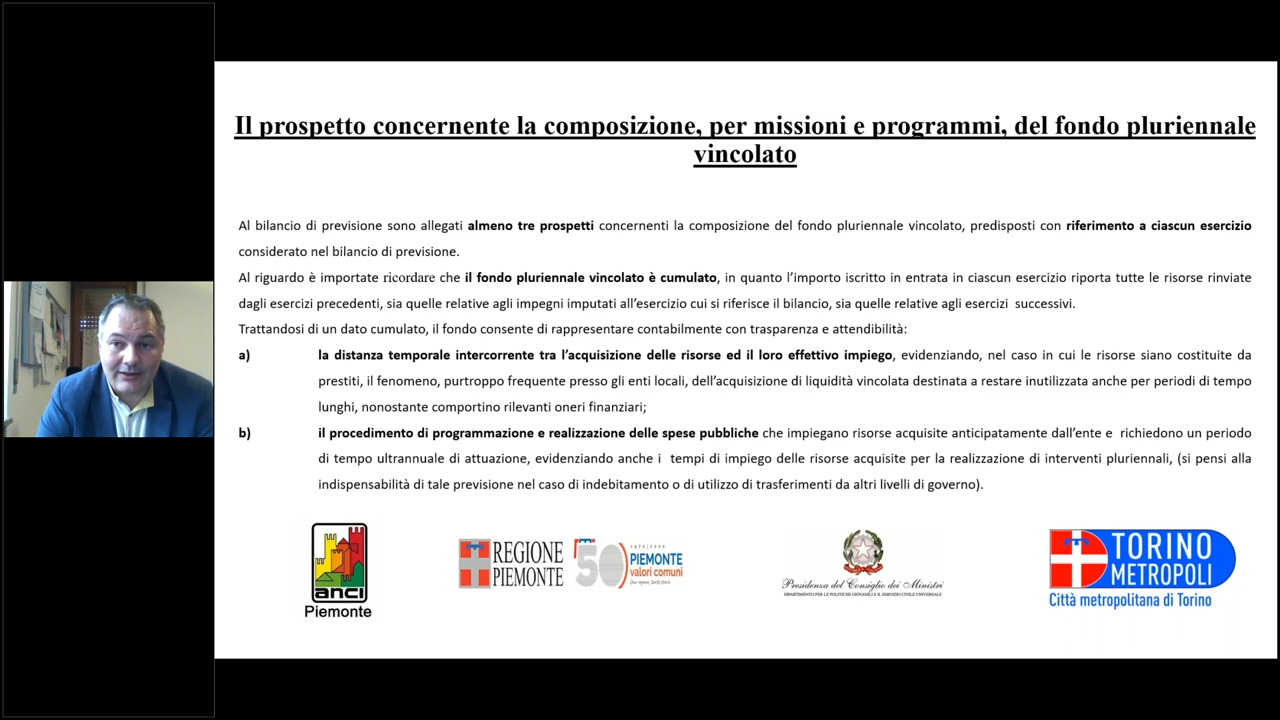 Il prospetto concernente la composizione, per missioni e programmi, del fondo pluriennale
vincolato
Al bilancio di previsione sono allegati almeno tre prospetti concernenti la composizione del fondo pluriennale vincolato, predisposti con riferimento a ciascun esercizio
considerato nel bilancio di previsione.
Al riguardo è importate ricordare che il fondo pluriennale vincolato è cumulato, in quanto l'importo iscritto in entrata in ciascun esercizio riporta tutte le risorse rinviate
dagli esercizi precedenti, sia quelle relative agli impegni imputati all'esercizio cui si riferisce il bilancio, sia quelle relative agli esercizi successivi.
Trattandosi di un dato cumulato, il fondo consente di rappresentare contabilmente con trasparenza e attendibilità:
a) la distanza temporale intercorrente tra l'acquisizione delle risorse ed il loro effettivo impiego, evidenziando, nel caso in cui le risorse siano costituite da
prestiti, il fenomeno, purtroppo frequente presso gli enti locali, dell'acquisizione di liquidità vincolata destinata a restare inutilizzata anche per periodi di tempo
lunghi, nonostante comportino rilevanti oneri finanziari;
b) il procedimento di programmazione e realizzazione delle spese pubbliche che impiegano risorse acquisite anticipatamente dall'ente e richiedono un periodo
di tempo ultrannuale di attuazione, evidenziando anche i tempi di impiego delle risorse acquisite per la realizzazione di interventi pluriennali, (si pensi alla
indispensabilità di tale previsione nel caso di indebitamento o di utilizzo di trasferimenti da altri livelli di governo).
anci
Piemonte
REGIONE
PIEMONTE
50
PIEMONTE
valori comuni
Presidenza del Consiglio dei Ministri
DIPARTIMENTO PER LE POLITICHE GIOVANILI E IL SERVIZIO CIVILE UNIVERSALE
TORINO
METROPOLI
Città metropolitana di Torino